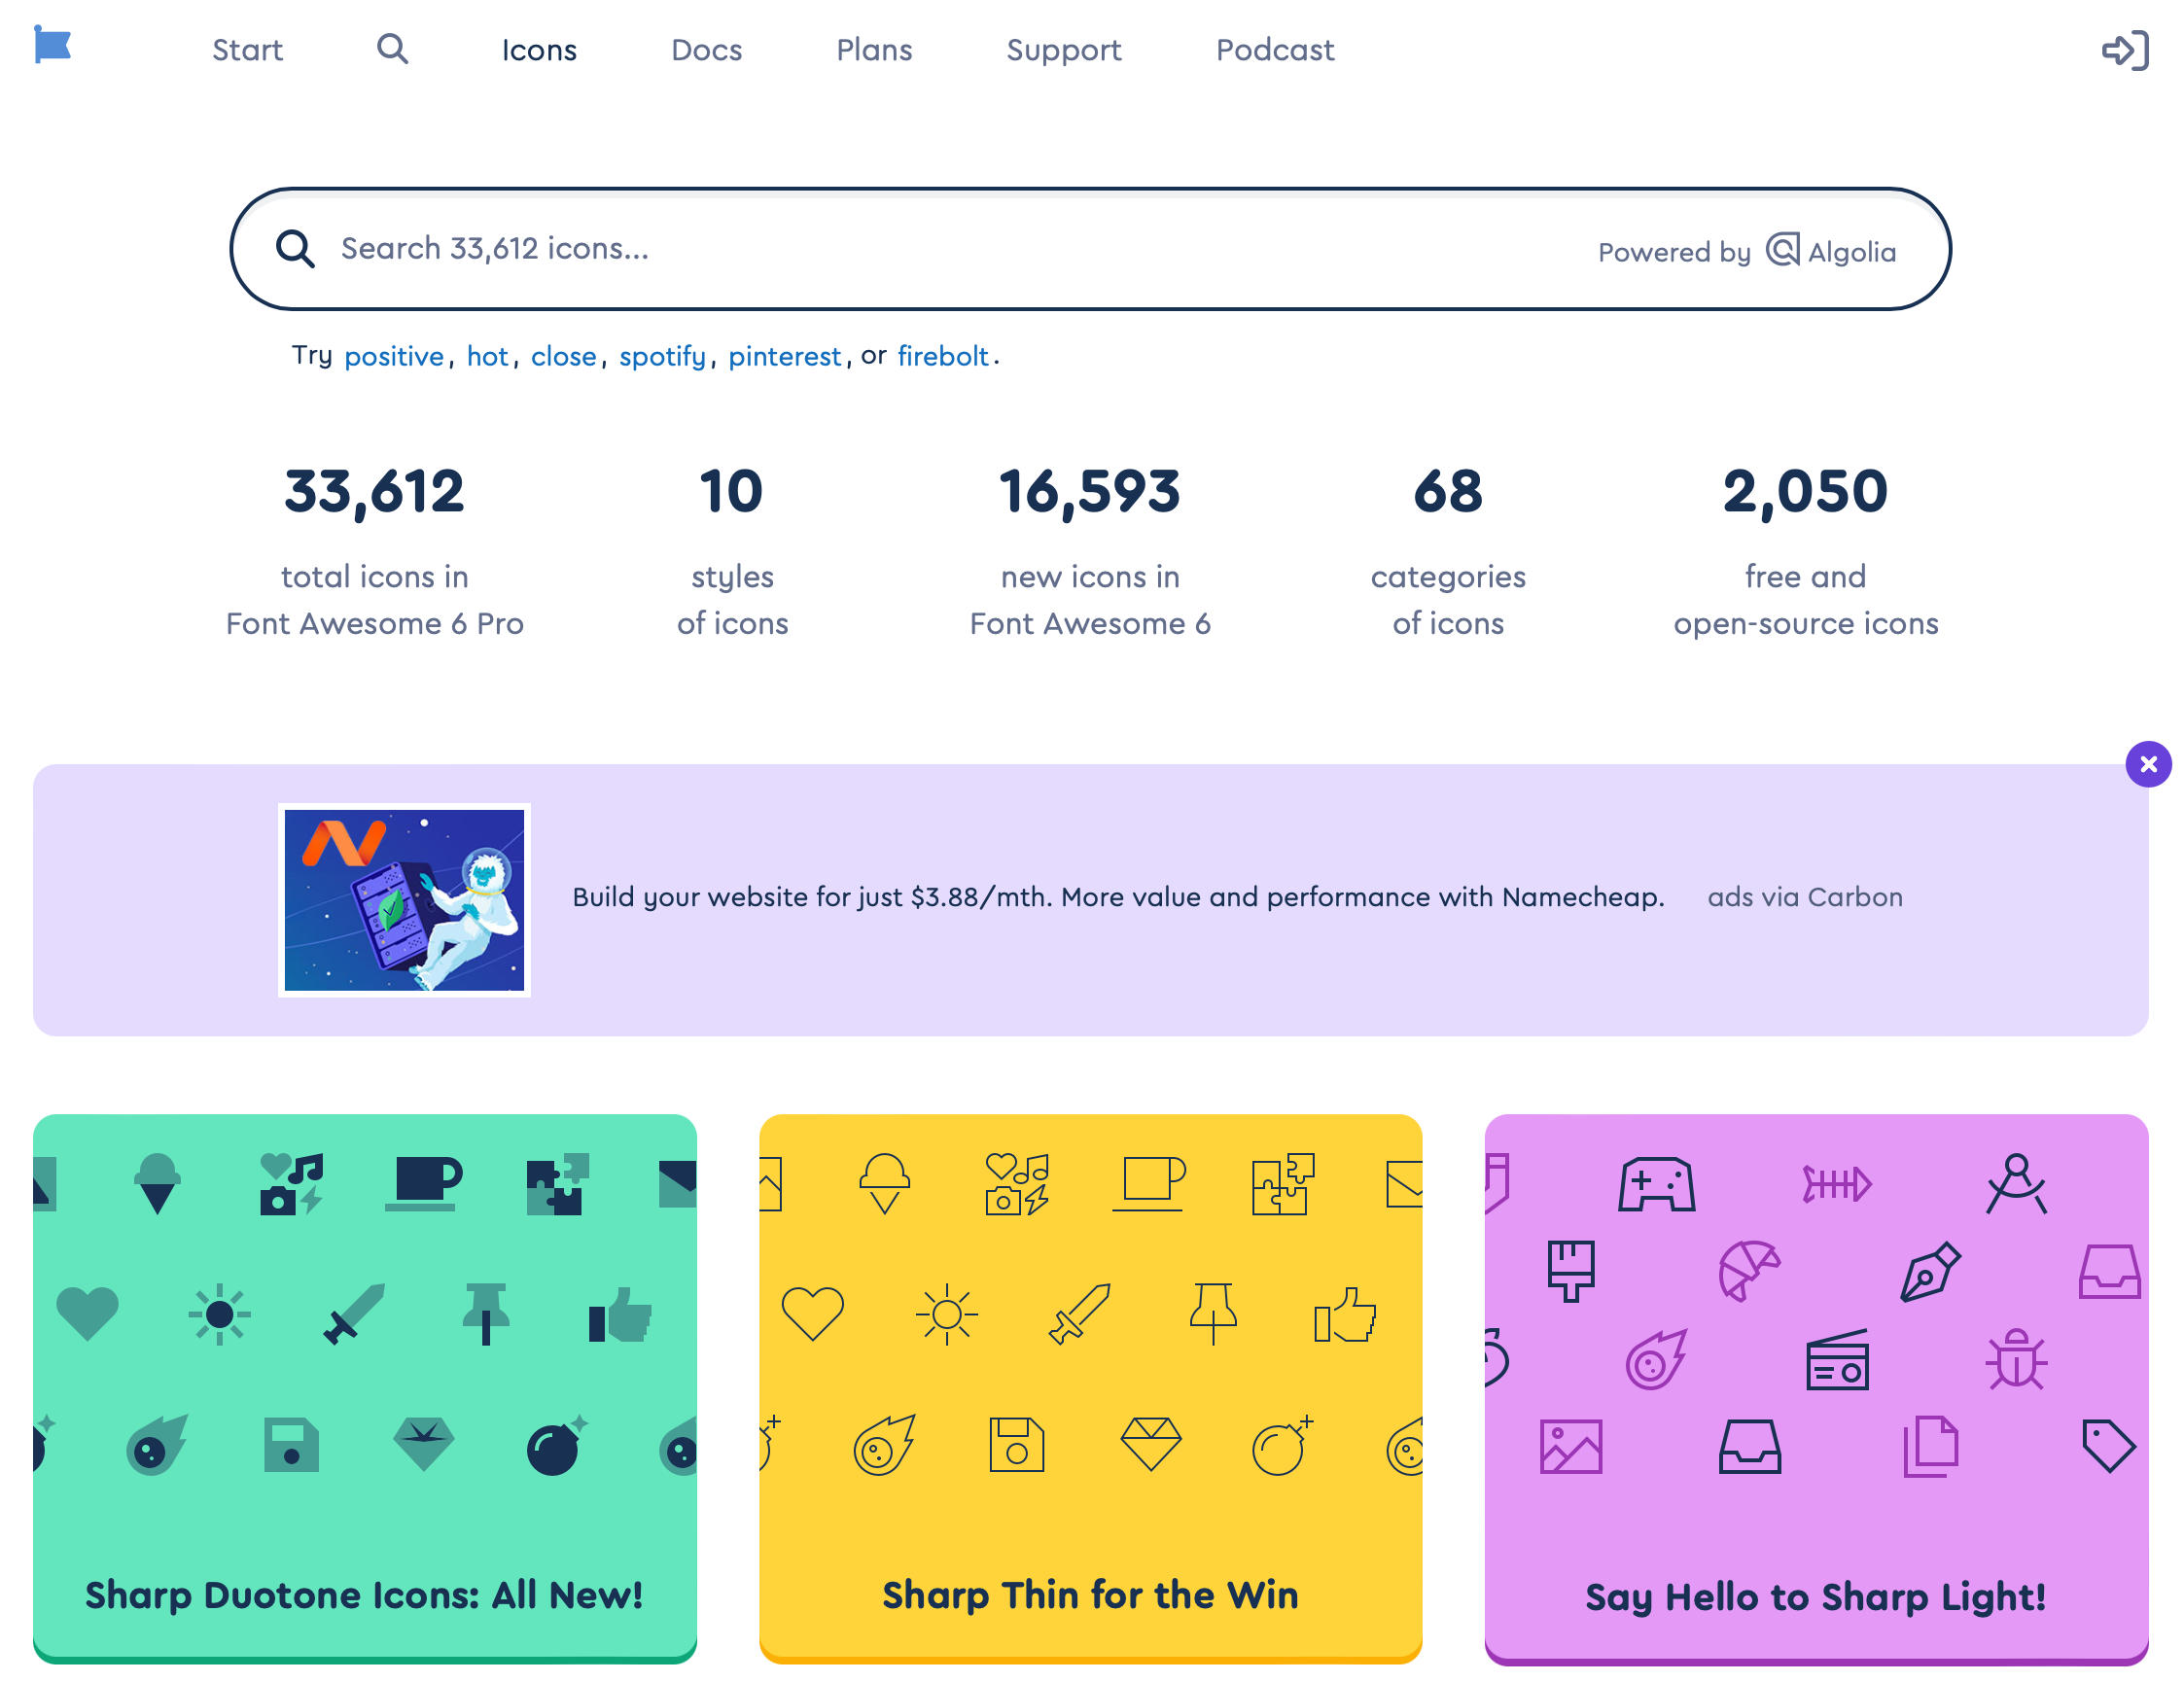 Start
Icons
Docs
Plans
Support
Podcast
Search 33,612 icons...
Powered by Algolia
Try positive, hot, close, spotify, pinterest, or firebolt.
33,612
total icons in
Font Awesome 6 Pro
10
styles
of icons
16,593
new icons in
Font Awesome 6
68
categories
of icons
2,050
free and
open-source icons
Build your website for just $3.88/mth. More value and performance with Namecheap.
ads via Carbon
Sharp Duotone Icons: All New!
Sharp Thin for the Win
Say Hello to Sharp Light!